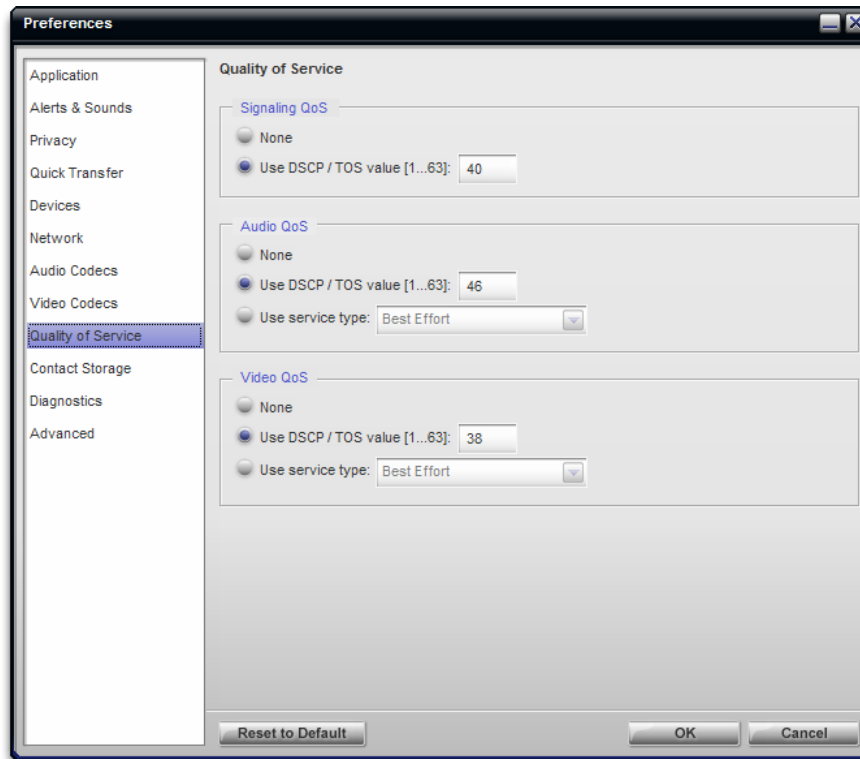 Preferences
Application
Alerts & Sounds
Privacy
Quick Transfer
Devices
Network
Audio Codecs
Video Codecs
Quality of Service
Contact Storage
Diagnostics
Advanced
Quality of Service
Signaling QoS
None
Use DSCP / TOS value [1...63]: 40
Audio QoS
None
Use DSCP / TOS value [1...63]: 46
Use service type: Best Effort
Video QoS
None
Use DSCP / TOS value [1...63]: 38
Use service type: Best Effort
Reset to Default OK Cancel